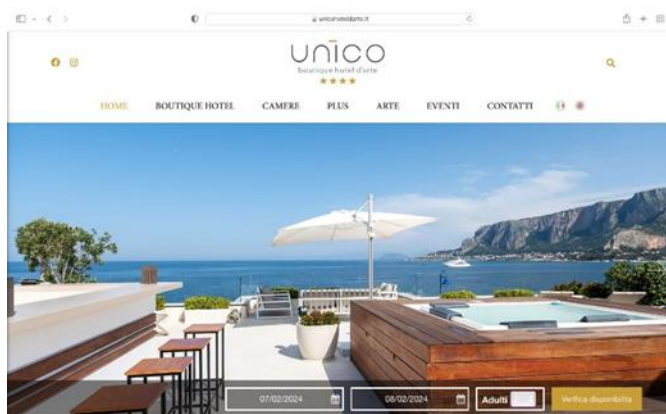 unicohoteldarte.it
unico
boutique hotel d'arte
HOME BOUTIQUE HOTEL CAMERE PLUS ARTE EVENTI CONTATTI
07/02/2024 08/02/2024 Adulti Verifica disponibilità